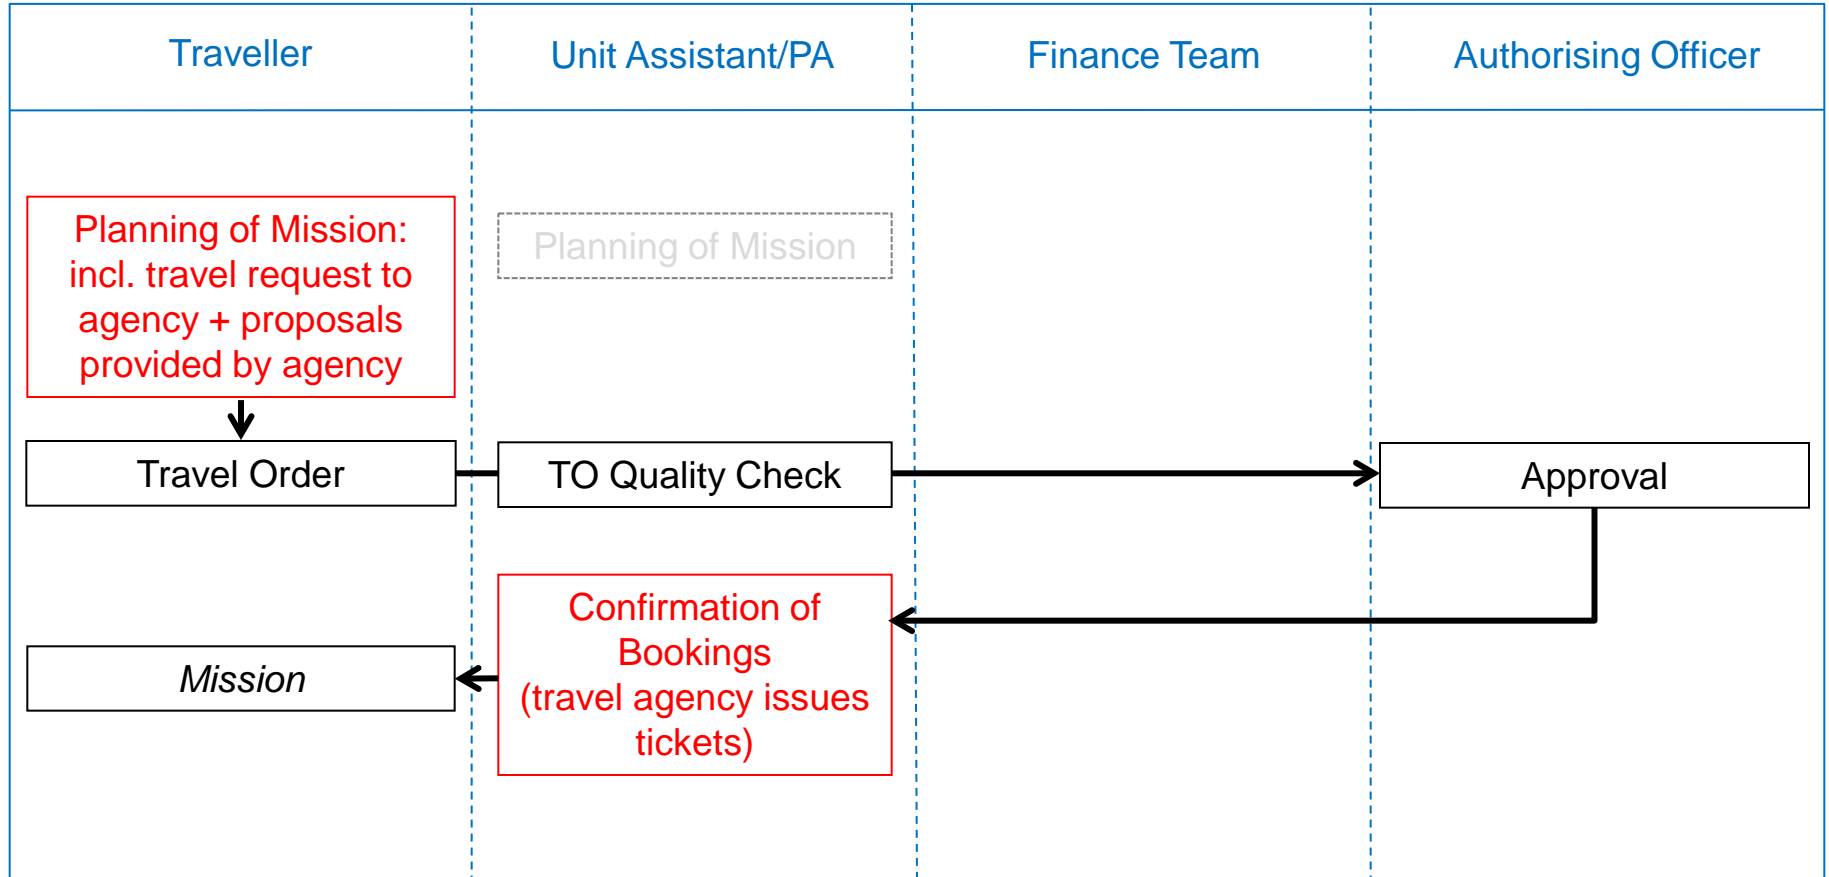 Traveller
Unit Assistant/PA
Finance Team
Authorising Officer
Planning of Mission:
incl. travel request to
agency + proposals
provided by agency
Planning of Mission
Travel Order
TO Quality Check
Approval
Confirmation of
Bookings
(travel agency issues
tickets)
Mission